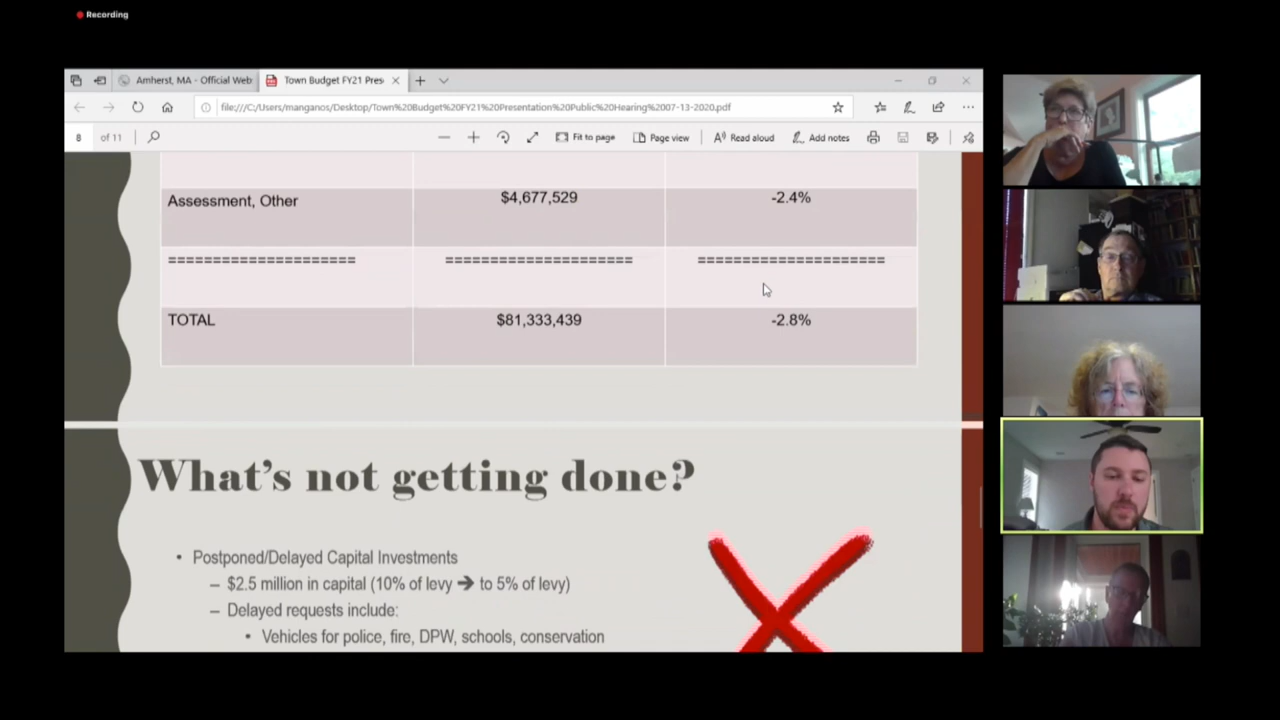 Recording
Amherst, MA - Official Web
Town Budget FY21 Pres
file:///C:/Users/manganos/Desktop/Town%20Budget%20FY21%20Presentation%20Public%20Hearing%2007-13-2020.pdf
8 of 11
Fit to page
Page view
Read aloud
Add notes
Assessment, Other $4,677,529 -2.4%
===================== ===================== =====================
TOTAL $81,333,439 -2.8%
What's not getting done?
• Postponed/Delayed Capital Investments
– $2.5 million in capital (10% of levy → to 5% of levy)
– Delayed requests include:
• Vehicles for police, fire, DPW, schools, conservation